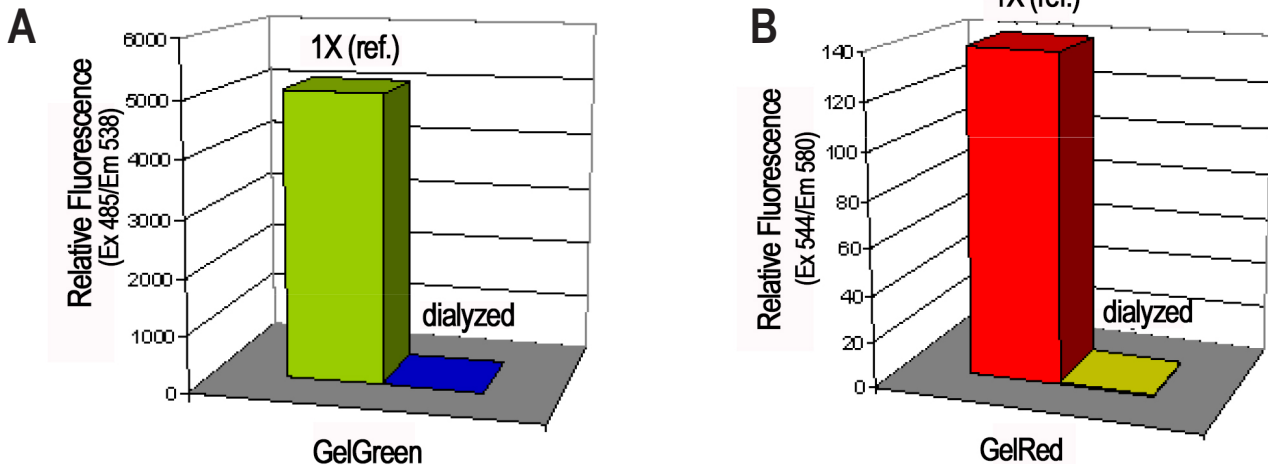 A
Relative Fluorescence
(Ex 485/Em 538)
6000
5000
4000
3000
2000
1000
0
1X (ref.)
dialyzed
GelGreen
B
Relative Fluorescence
(Ex 544/Em 580)
140
120
100
80
60
40
20
0
1X (ref.)
dialyzed
GelRed